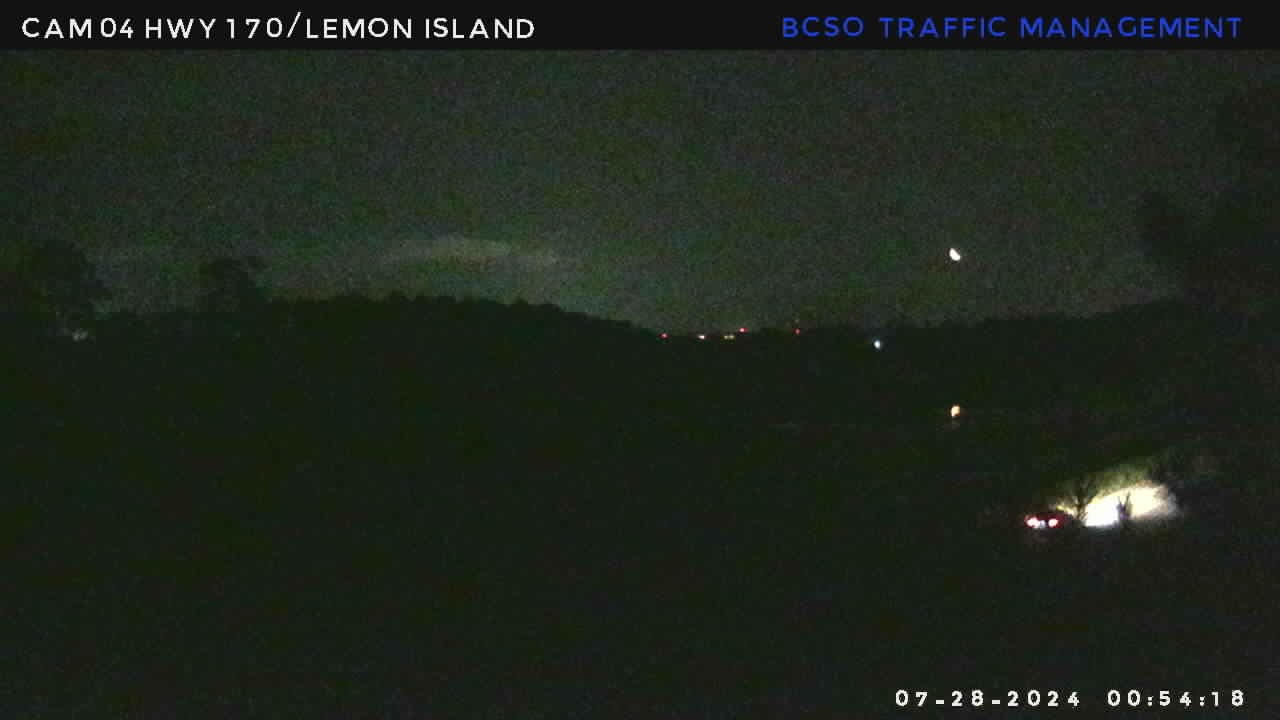 CAM04 HWY 170/LEMON ISLAND
BCSO TRAFFIC MANAGEMENT
07-28-2024 00:54:18